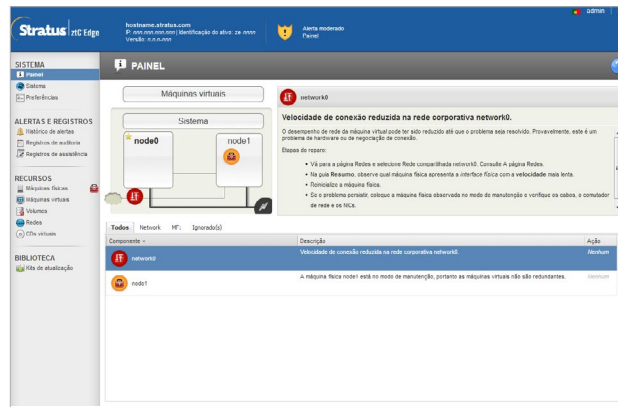 Stratus ztC Edge
hostname.stratus.com
IP: nnn.nnn.nnn.nnn | Identificação do ativo: ze-nnnn
Versão: n.n.n-nnn
Alerta moderado
Painel
admin
SISTEMA
Painel
Sistema
Preferências
ALERTAS E REGISTROS
Histórico de alertas
Registros de auditoria
Registros de assistência
RECURSOS
Máquinas físicas
Máquinas virtuais
Volumes
Redes
CDs virtuais
BIBLIOTECA
Kits de atualização
PAINEL
Máquinas virtuais
Sistema
node0
node1
network0
Velocidade de conexão reduzida na rede corporativa network0.
O desempenho de rede da máquina virtual pode ter sido reduzido até que o problema seja resolvido. Provavelmente, este é um
problema de hardware ou de negociação de conexão.
Etapas de reparo:
• Vá para a página Redes e selecione Rede compartilhada network0. Consulte A página Redes.
• Na guia Resumo, observe qual máquina física apresenta a interface física com a velocidade mais lenta.
• Reinicialize a máquina física.
• Se o problema persistir, coloque a máquina física observada no modo de manutenção e verifique os cabos, o comutador
de rede e os NICs.
Todos Network MF: Ignorado(s)
Componente Descrição Ação
network0 Velocidade de conexão reduzida na rede corporativa network0. Nenhum
node1 A máquina física node1 está no modo de manutenção, portanto as máquinas virtuais não são redundantes. Nenhum